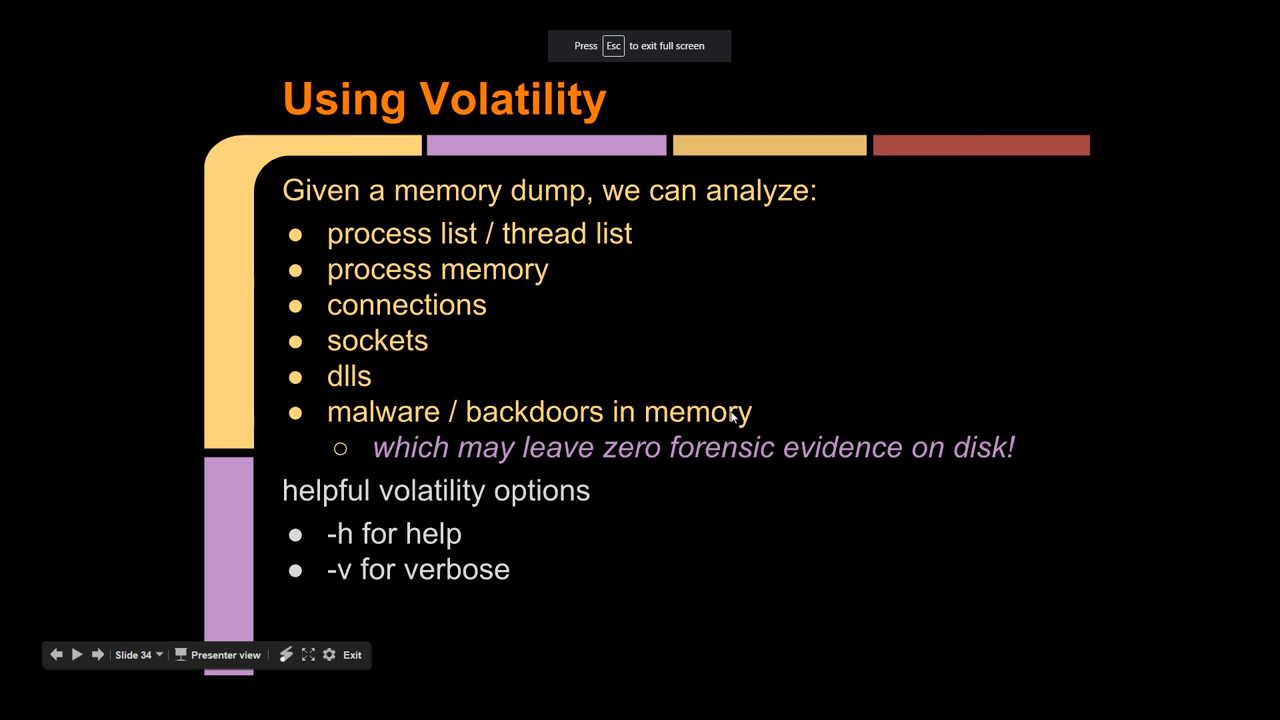 Press Esc to exit full screen
Using Volatility
Given a memory dump, we can analyze:
● process list / thread list
● process memory
● connections
● sockets
● dlls
● malware / backdoors in memory
○ which may leave zero forensic evidence on disk!
helpful volatility options
● -h for help
● -v for verbose
Slide 34 Presenter view Exit